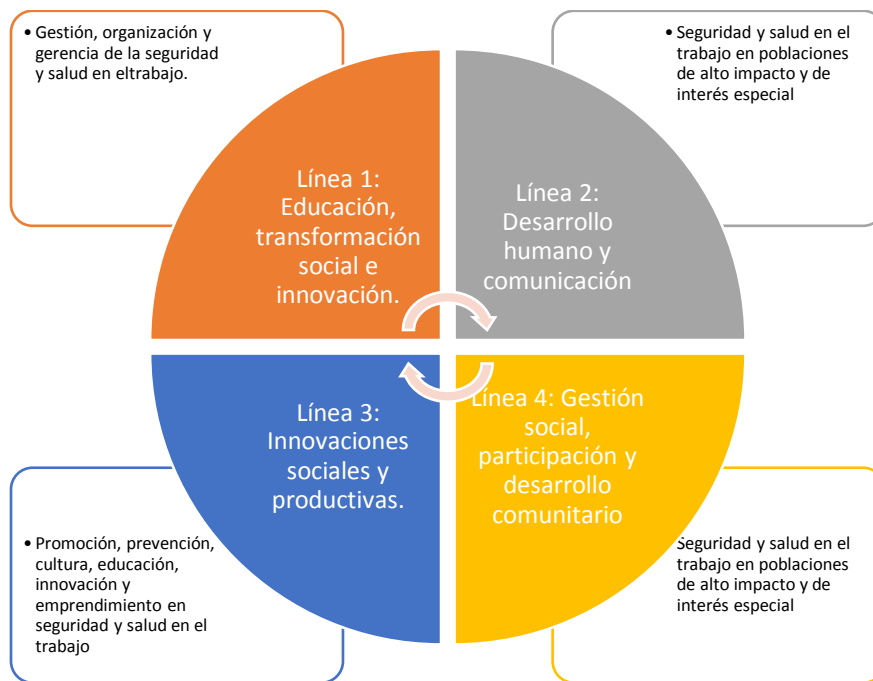 • Gestión, organización y
gerencia de la seguridad
y salud en eltrabajo.
• Seguridad y salud en el
trabajo en poblaciones
de alto impacto y de
interés especial
Línea 1:
Educación,
transformación
social e
innovación.
Línea 2:
Desarrollo
humano y
comunicación
Línea 3:
Innovaciones
sociales y
productivas.
Línea 4: Gestión
social,
participación y
desarrollo
comunitario
• Promoción, prevención,
cultura, educación,
innovación y
emprendimiento en
seguridad y salud en el
trabajo
Seguridad y salud en el
trabajo en poblaciones
de alto impacto y de
interés especial